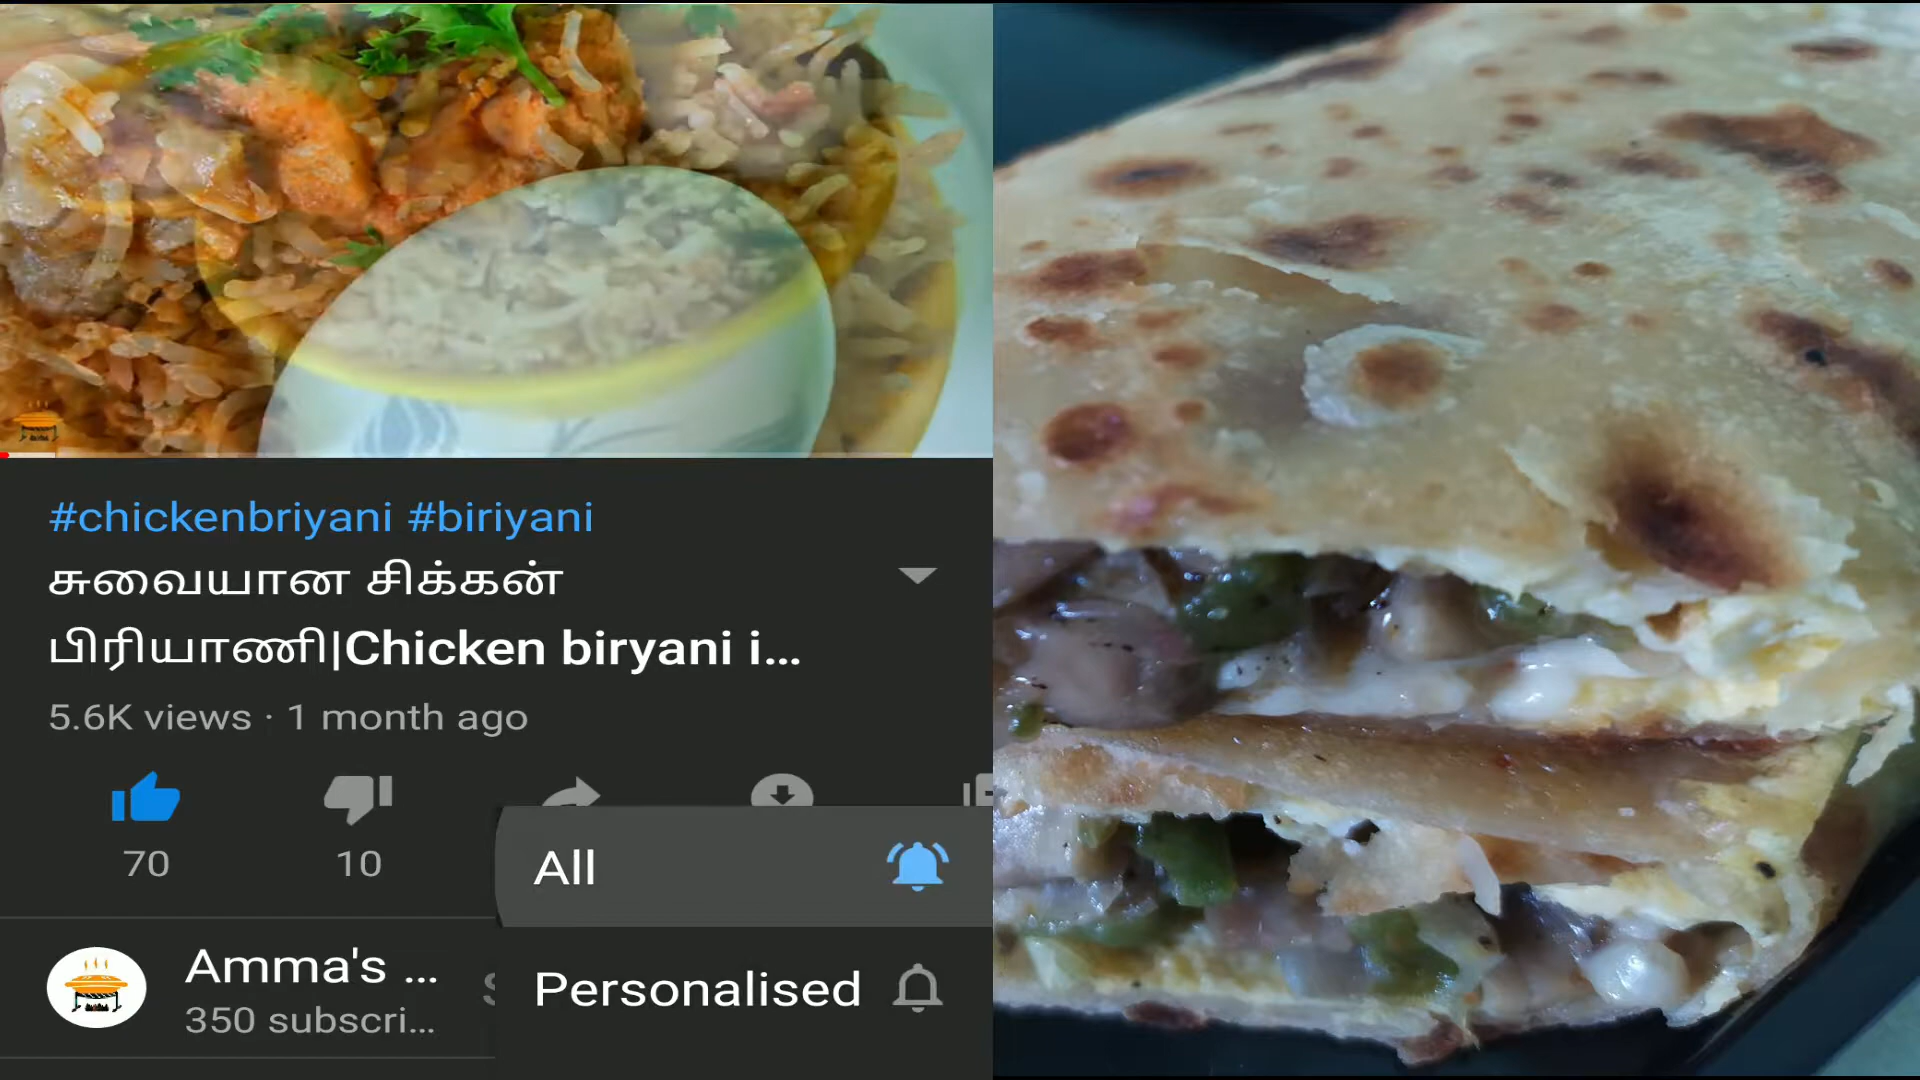 #chickenbriyani #biriyani
சுவையான சிக்கன்
பிரியாணி|Chicken biryani i...
5.6K views · 1 month ago
70
10
All
Amma's ...
350 subscri...
Personalised